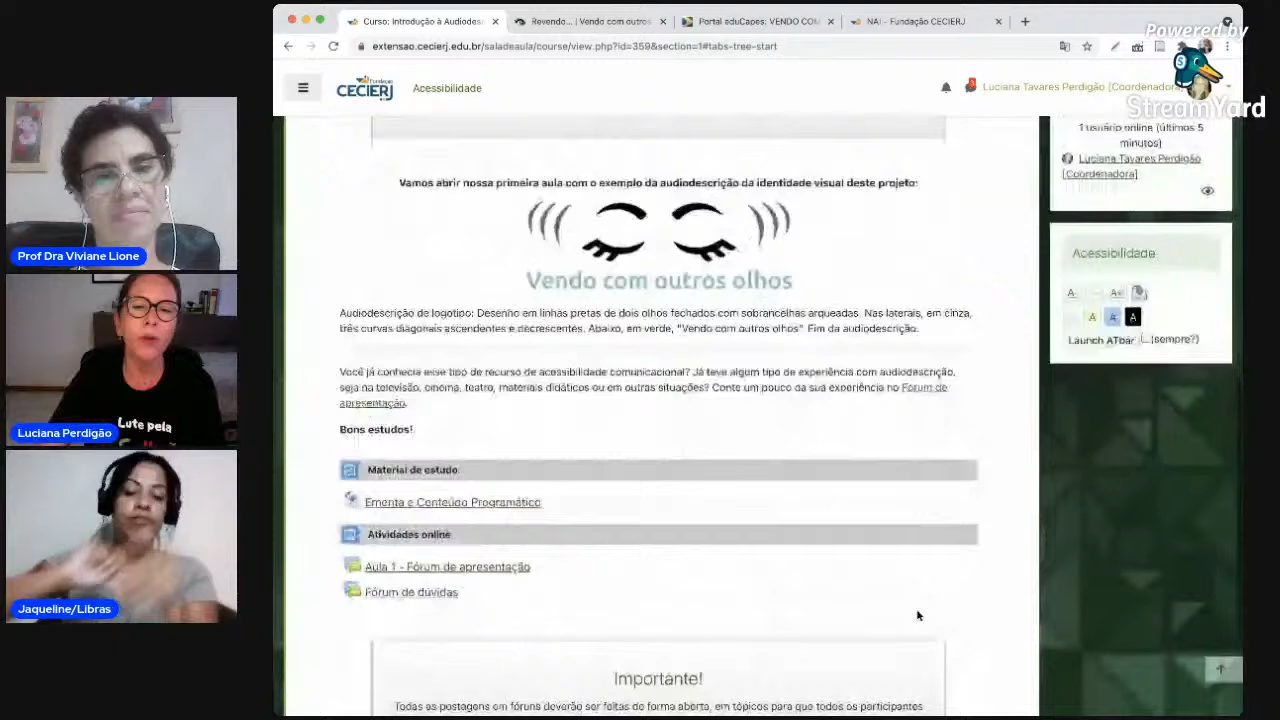 Curso: Introdução à Audiodes
Revendo... | Vendo com outros
Portal eduCapes: VENDO COM
NAI - Fundação CECIERJ
Powered by
StreamYard
extensao.cecierj.edu.br/saladeaula/course/view.php?id=359&section=1#tabs-tree-start
Fundação
CECIERJ
Acessibilidade
Luciana Tavares Perdigão [Coordenadora
1 usuário online (últimos 5
minutos)
Luciana Tavares Perdigão
[Coordenadora]
Vamos abrir nossa primeira aula com o exemplo da audiodescrição da identidade visual deste projeto:
Vendo com outros olhos
Audiodescrição de logotipo: Desenho em linhas pretas de dois olhos fechados com sobrancelhas arqueadas. Nas laterais, em cinza,
três curvas diagonais ascendentes e decrescentes. Abaixo, em verde, "Vendo com outros olhos" Fim da audiodescrição.
Você já conhecia esse tipo de recurso de acessibilidade comunicacional? Já teve algum tipo de experiência com audiodescrição,
seja na televisão, cinema, teatro, materiais didáticos ou em outras situações? Conte um pouco da sua experiência no Fórum de
apresentação.
Bons estudos!
Material de estudo
Ementa e Conteúdo Programático
Atividades online
Aula 1 - Fórum de apresentação
Fórum de dúvidas
Importante!
Todas as postagens em fóruns deverão ser feitas de forma aberta, em tópicos para que todos os participantes
Acessibilidade
A-
A+
A
A
A
Launch ATbar
(sempre?)
Prof Dra Viviane Lione
Lute pela
Luciana Perdigão
Jaqueline/Libras